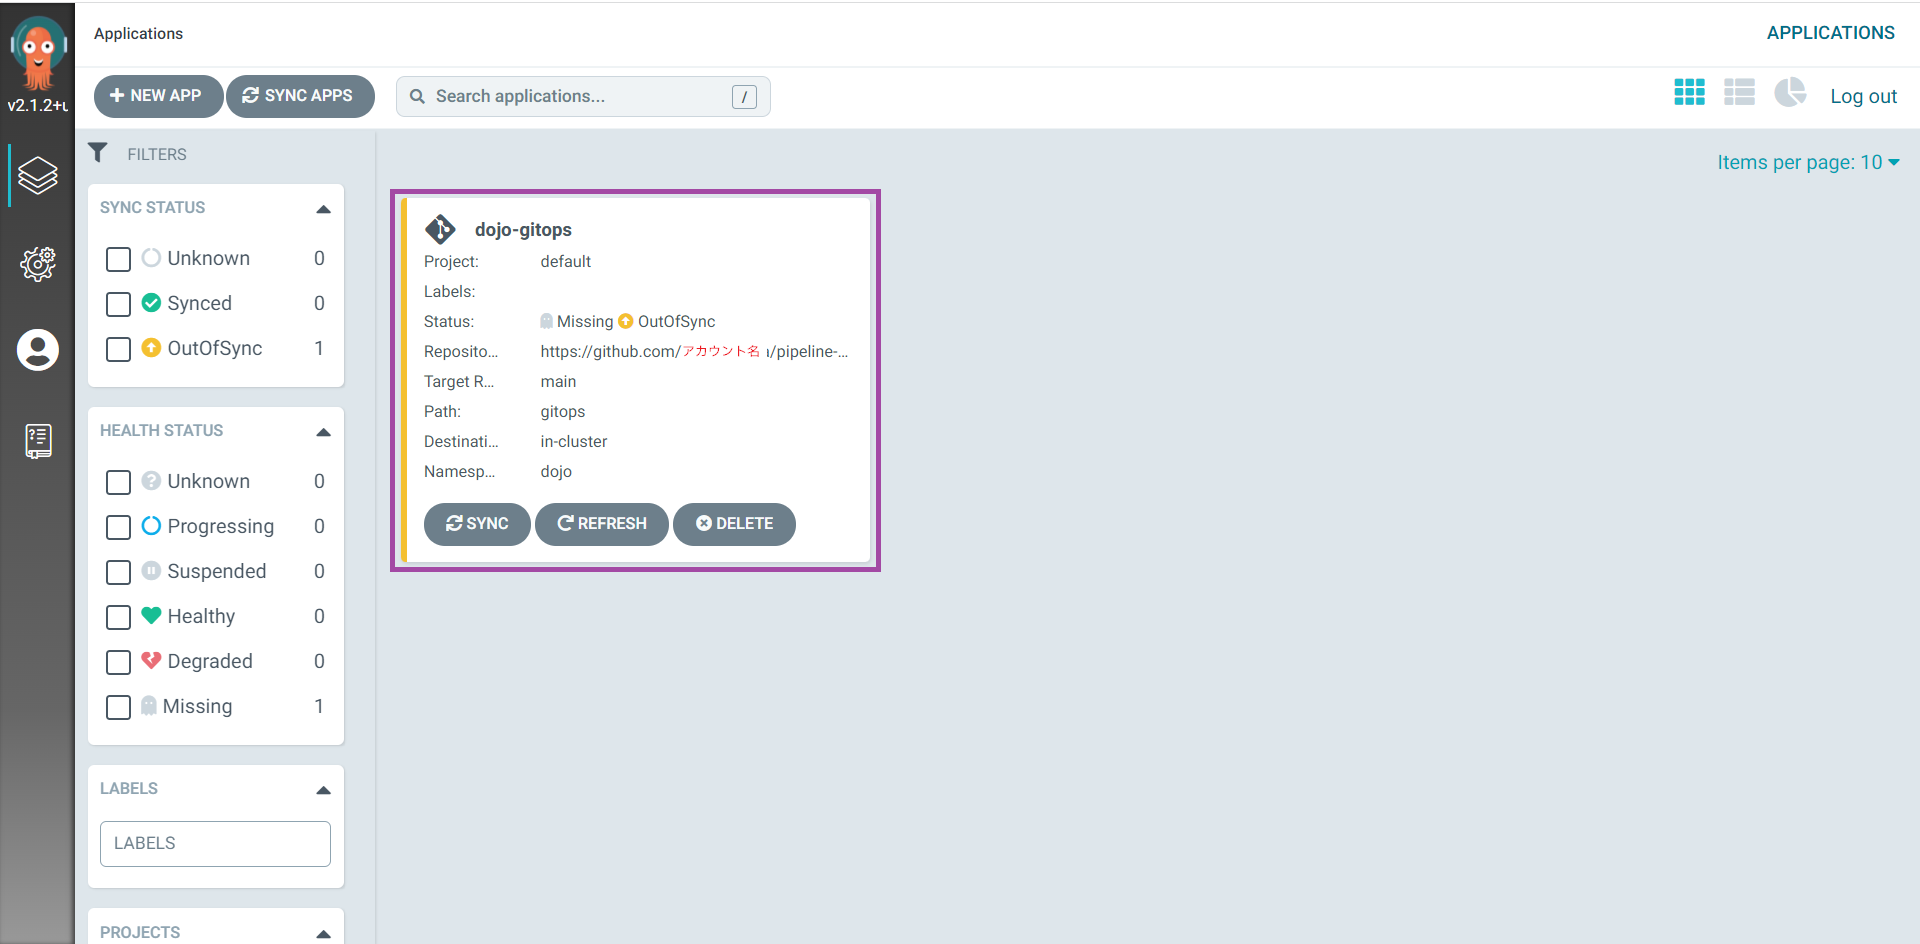 Applications
APPLICATIONS
v2.1.2+u
NEW APP
SYNC APPS
Search applications...
/
Log out
FILTERS
Items per page: 10
SYNC STATUS
Unknown 0
Synced 0
OutOfSync 1
HEALTH STATUS
Unknown 0
Progressing 0
Suspended 0
Healthy 0
Degraded 0
Missing 1
LABELS
LABELS
PROJECTS
dojo-gitops
Project: default
Labels:
Status: Missing OutOfSync
Reposito... https://github.com/アカウント名/pipeline-...
Target R... main
Path: gitops
Destinati... in-cluster
Namesp... dojo
SYNC
REFRESH
DELETE